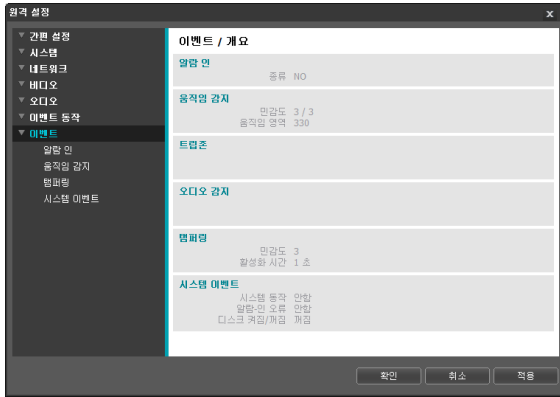 원격 설정
x
간편 설정
시스템
네트워크
비디오
오디오
이벤트 동작
이벤트
알람 인
움직임 감지
탬퍼링
시스템 이벤트
이벤트 / 개요
알람 인
종류 NO
움직임 감지
민감도 3 / 3
움직임 영역 330
트립존
오디오 감지
탬퍼링
민감도 3
활성화 시간 1 초
시스템 이벤트
시스템 동작 안함
알람-인 오류 안함
디스크 켜짐/꺼짐 꺼짐
확인
취소
적용